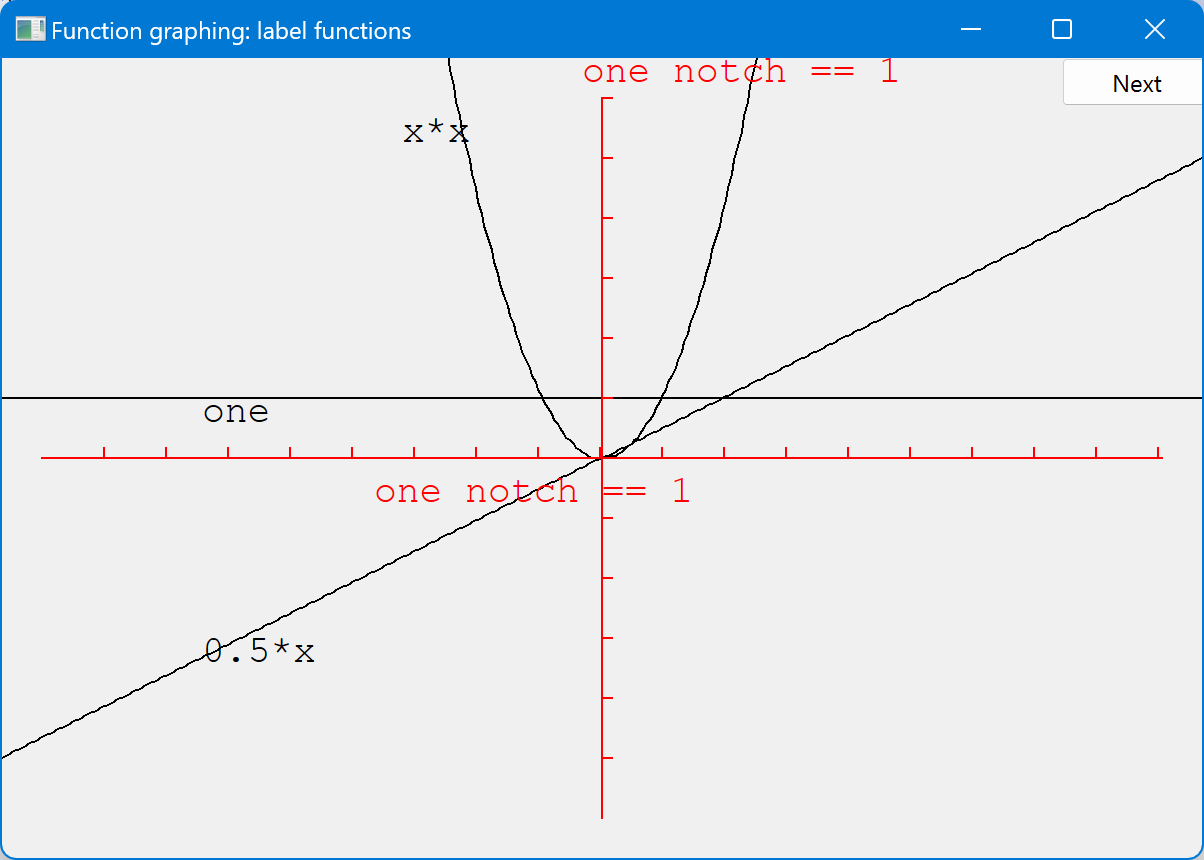 Function graphing: label functions
one notch == 1
Next
x*x
one
one notch == 1
0.5*x